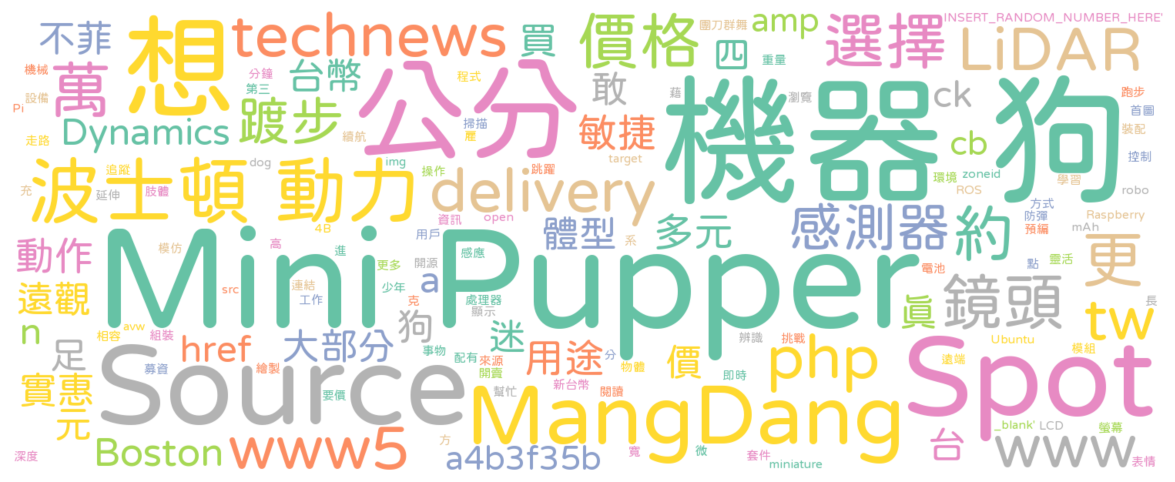 INSERT_RANDOM_NUMBER_HERE'
圖刀群舞
amp
價格
選擇
LiDAR
不菲
想
technews
買
四
重量
機械
萬
分鐘
第三
台幣
程式
公分
敢
藉
瀏覽
ck
機器狗
跑步
首圖
裝配
設備
Pi
走路
Dynamics
踱步
續航
掃描
層
敏捷
target
cb
控制
追蹤
dog
img
操作
跳躍
環境
zoneid
學習
充
延伸
肢體
波士頓動力
delivery
ROS
robo
資訊
open
方式
防彈
預編
Raspberry
mAh
4B
用戶
體型
多元
感測器
約
更
動作
模仿
高
進
更多
開源
感應
系
電池
點
靈活
Mini Pupper
遠觀
src
連結
工作
少年
a
克
處理器
顯示
真
鏡頭
長
n
相容
avw
組裝
狗
迷
辨識
挑戰
tw
足
募資
href
繪製
大部分
事物
配有
來源
開賣
用途
分
物體
價
即時
php
遠端
Ubuntu
模組
實惠
元
Source
要價
幫忙
新台幣
閱讀
MangDang
Spot
深度
Boston
www5
a4b3f35b
方
寬
微
套件
miniature
台
_blank'
LCD
螢幕
www
表情